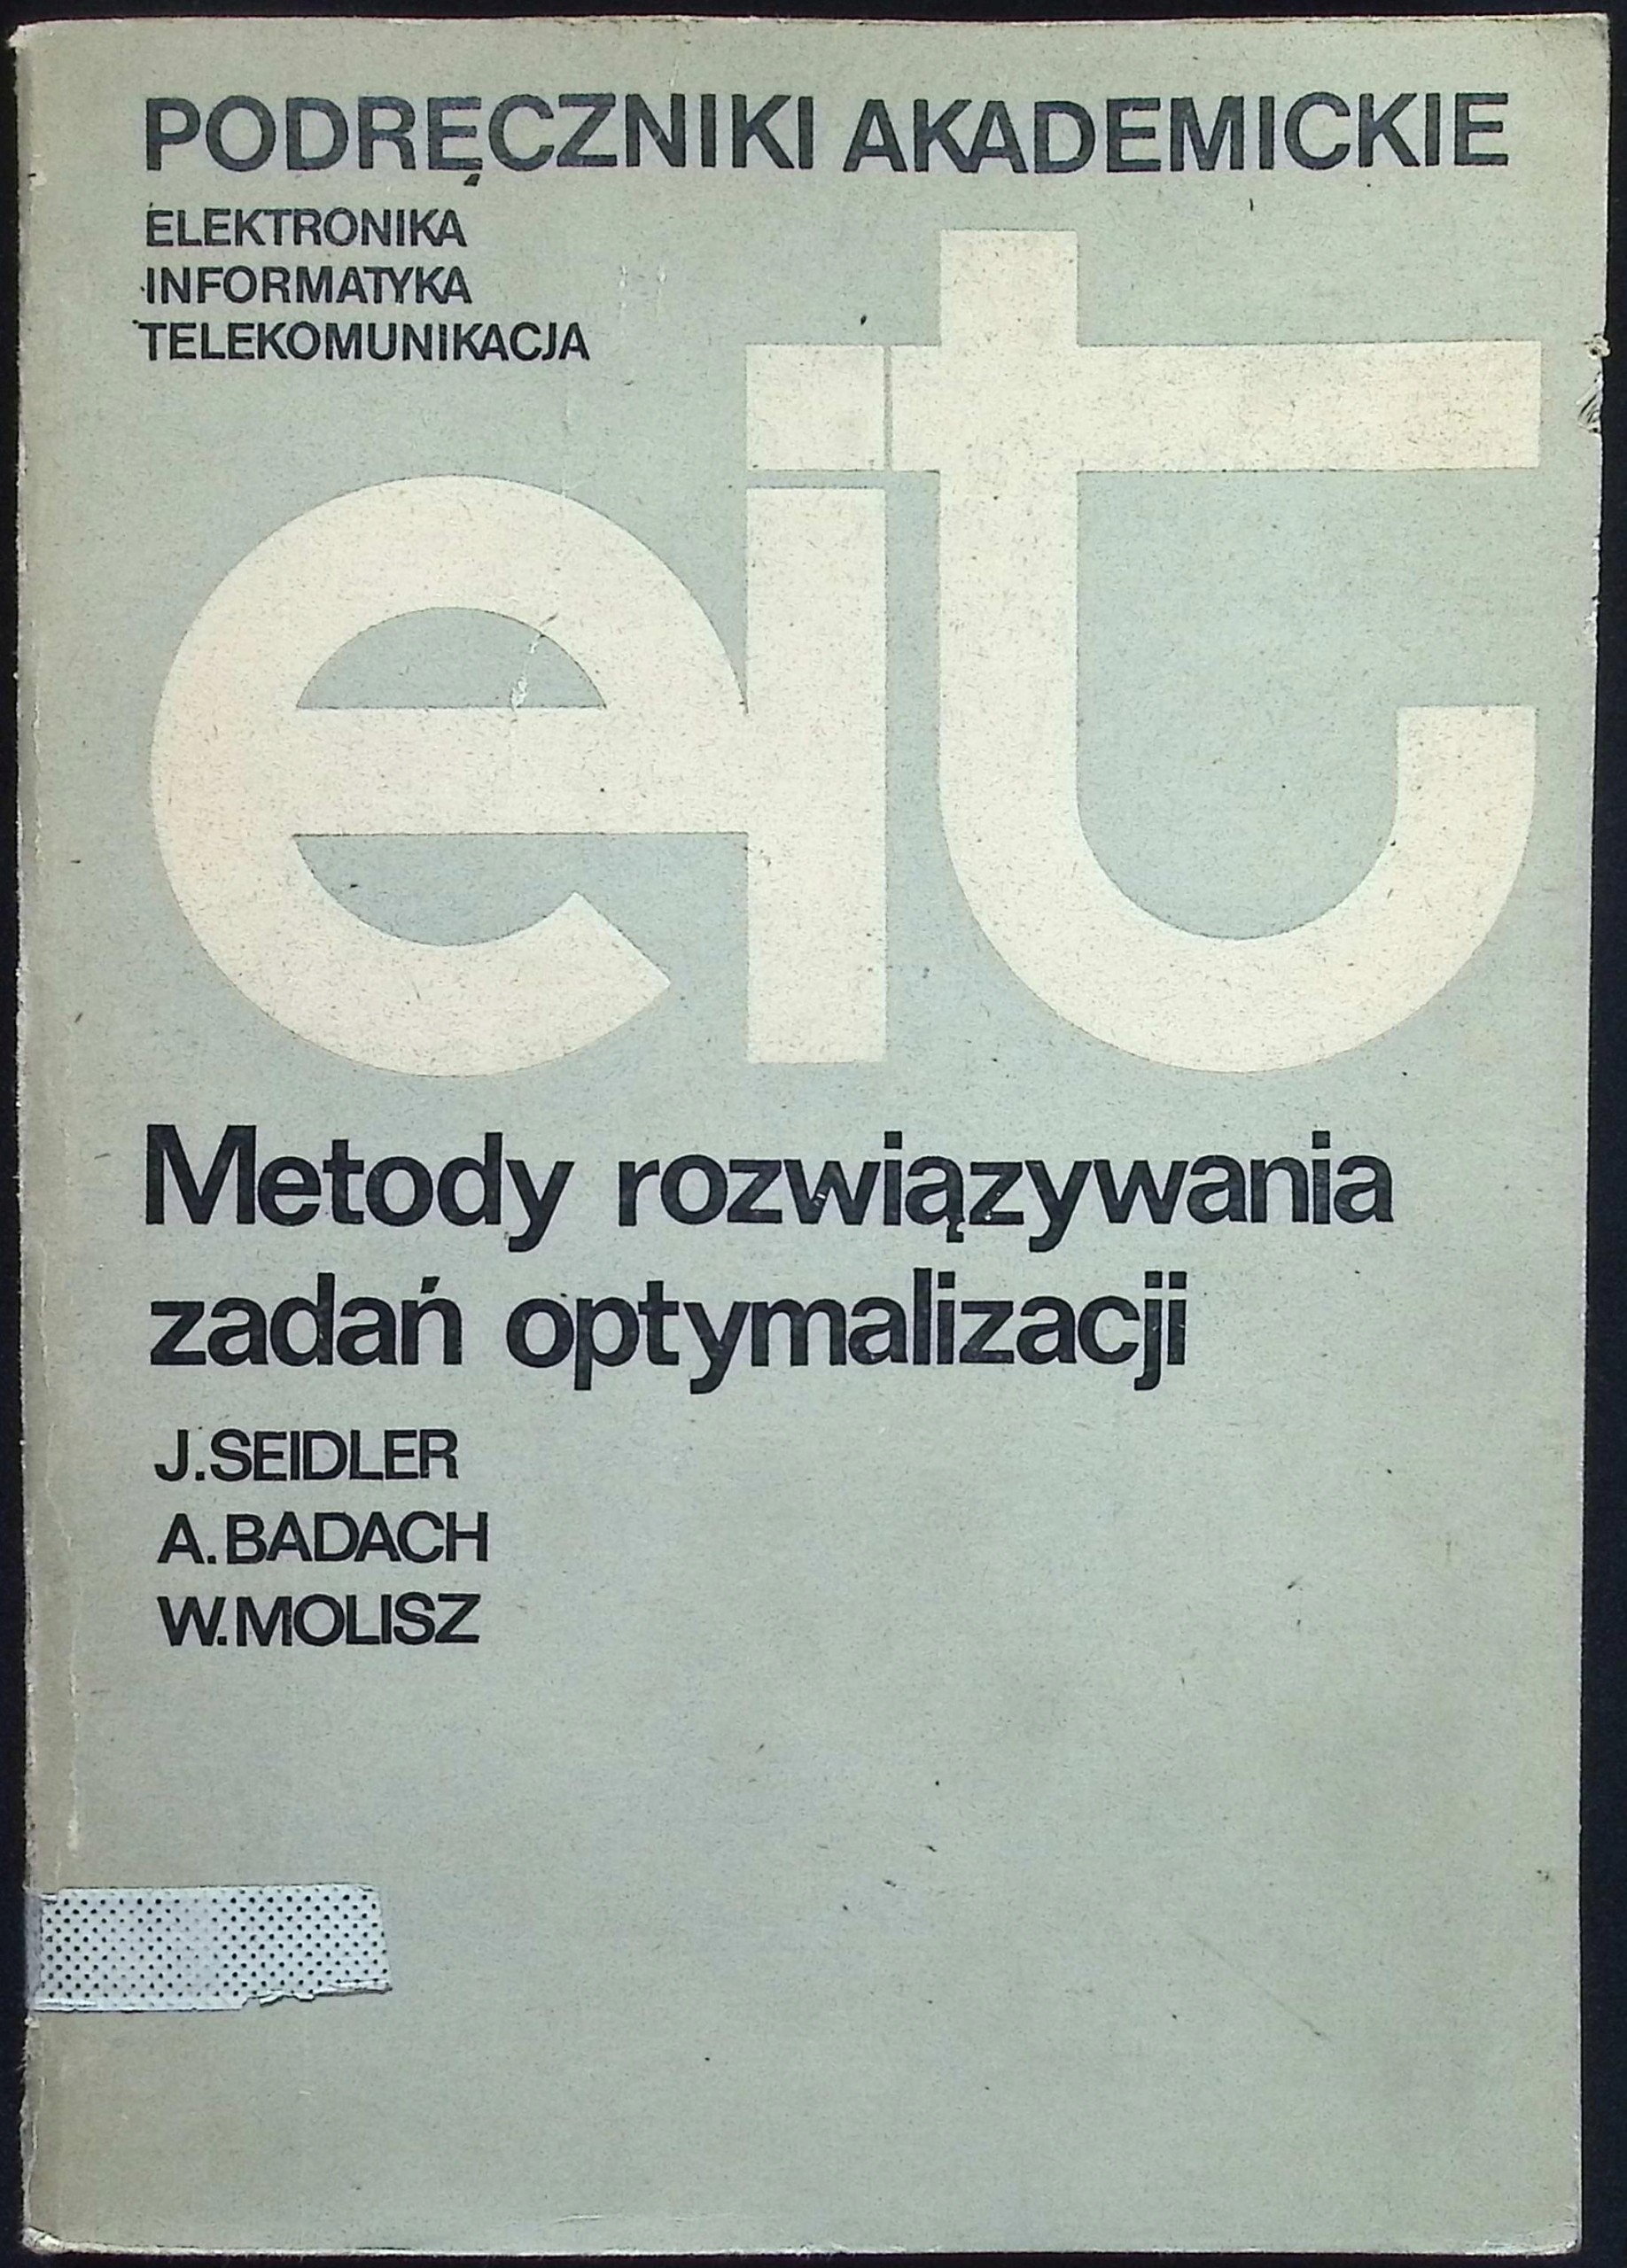 PODRĘCZNIKI AKADEMICKIE
ELEKTRONIKA
INFORMATYKA
TELEKOMUNIKACJA
eit
Metody rozwiązywania
zadań optymalizacji
J.SEIDLER
A.BADACH
W.MOLISZ